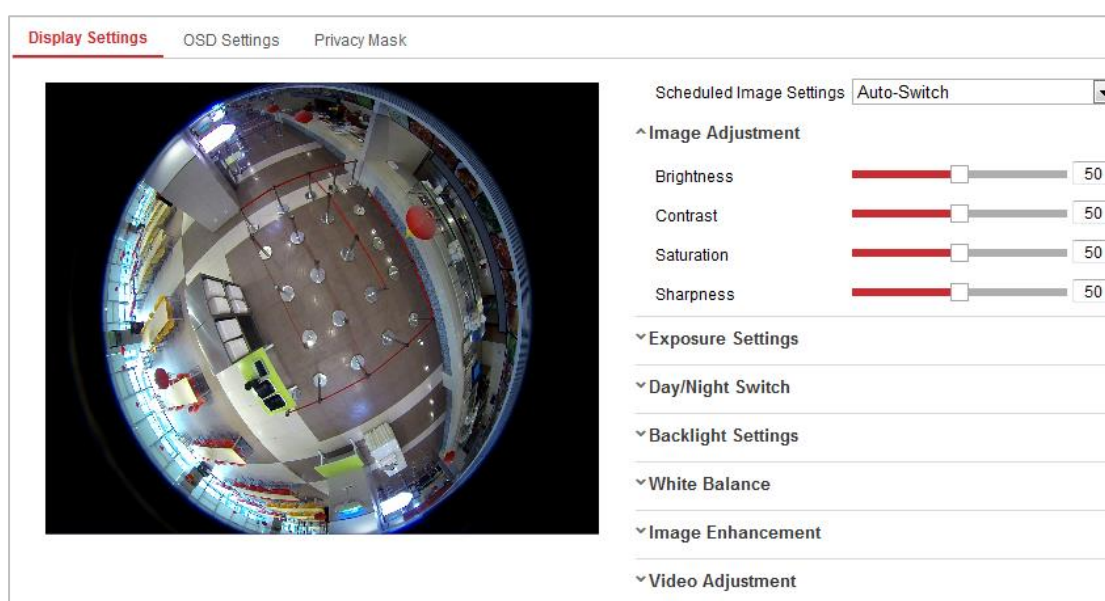 Display Settings OSD Settings Privacy Mask
Scheduled Image Settings Auto-Switch
Image Adjustment
Brightness 50
Contrast 50
Saturation 50
Sharpness 50
Exposure Settings
Day/Night Switch
Backlight Settings
White Balance
Image Enhancement
Video Adjustment